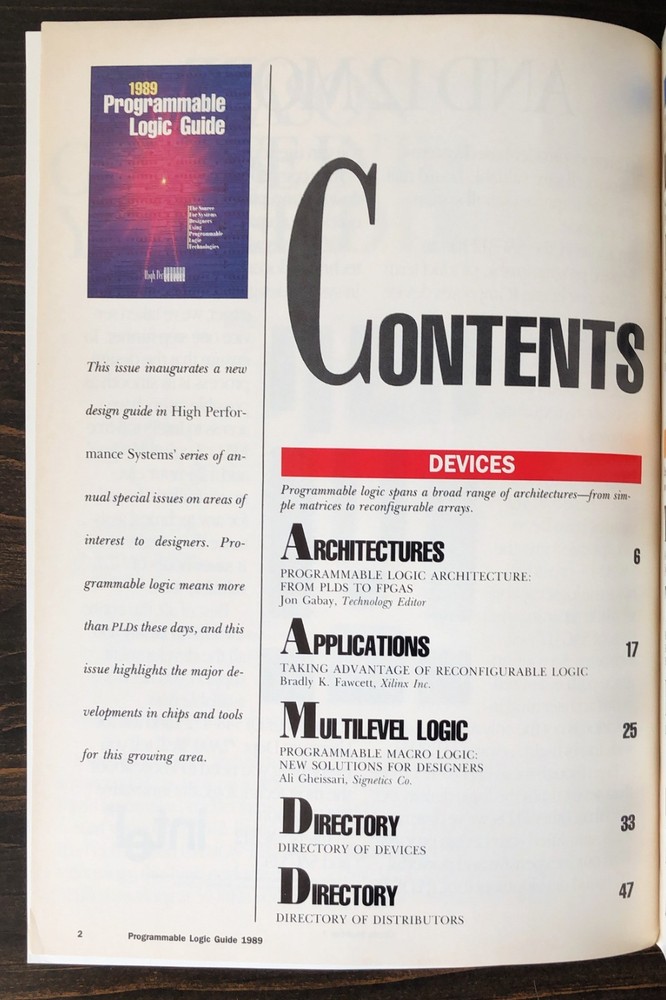 1989
Programmable
Logic Guide
The Source
For Systems
Designers
Using
Programmable
Logic
Technologies
CONTENTS
This issue inaugurates a new
design guide in High Perfor-
mance Systems' series of an-
nual special issues on areas of
interest to designers. Pro-
grammable logic means more
than PLDs these days, and this
issue highlights the major de-
velopments in chips and tools
for this growing area.
DEVICES
Programmable logic spans a broad range of architectures—from sim-
ple matrices to reconfigurable arrays.
ARCHITECTURES 6
PROGRAMMABLE LOGIC ARCHITECTURE:
FROM PLDS TO FPGAS
Jon Gabay, Technology Editor
APPLICATIONS 17
TAKING ADVANTAGE OF RECONFIGURABLE LOGIC
Bradly K. Fawcett, Xilinx Inc.
MULTILEVEL LOGIC 25
PROGRAMMABLE MACRO LOGIC:
NEW SOLUTIONS FOR DESIGNERS
Ali Gheissari, Signetics Co.
DIRECTORY 33
DIRECTORY OF DEVICES
DIRECTORY 47
DIRECTORY OF DISTRIBUTORS
2 Programmable Logic Guide 1989